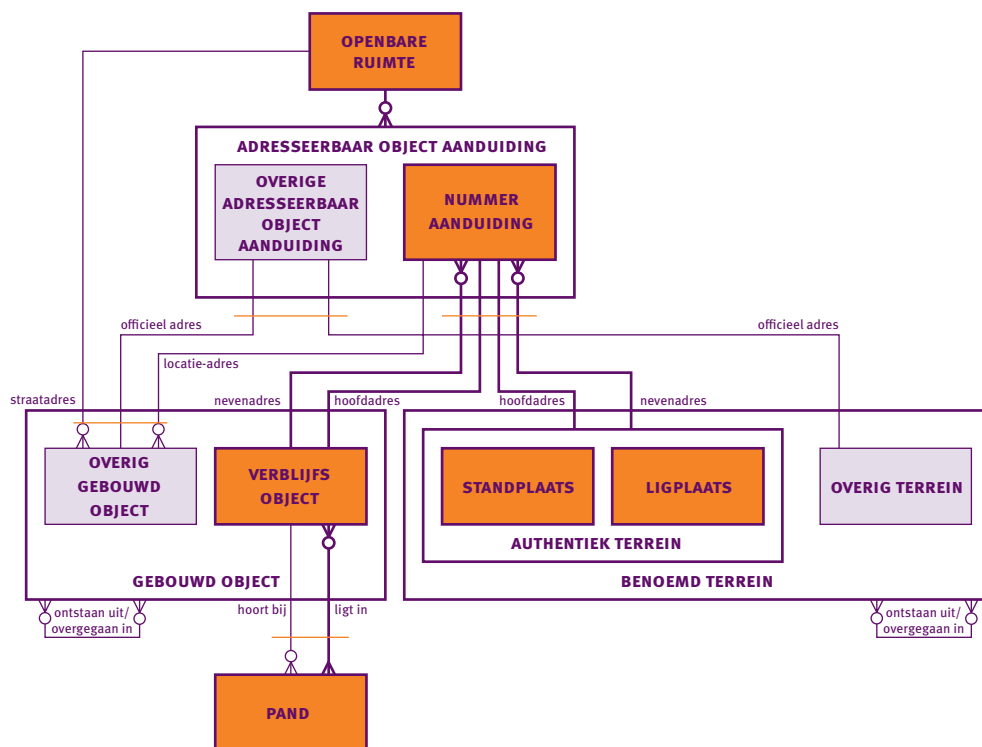 OPENBARE
RUIMTE
ADRESSEERBAAR OBJECT AANDUIDING
OVERIGE
ADRESSEERBAAR
OBJECT
AANDUIDING
NUMMER
AANDUIDING
officieel adres
officieel adres
locatie-adres
straatadres
nevenadres
hoofdadres
hoofdadres
nevenadres
OVERIG
GEBOUWD
OBJECT
VERBLIJFS
OBJECT
STANDPLAATS
LIGPLAATS
OVERIG TERREIN
AUTHENTIEK TERREIN
GEBOUWD OBJECT
BENOEMD TERREIN
ontstaan uit/
overgegaan in
hoort bij
ligt in
ontstaan uit/
overgegaan in
PAND